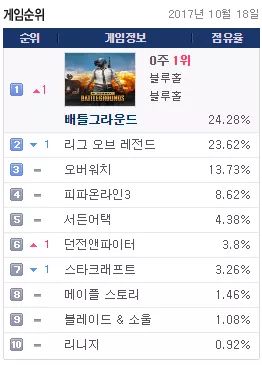 게임순위 2017년 10월 18일
순위 게임정보 점유율
1 ▲1 0주 1위
블루홀
블루홀
BATTLEGROUNDS
배틀그라운드 24.28%
2 ▼ 1 리그 오브 레전드 23.62%
3 − 오버워치 13.73%
4 − 피파온라인3 8.62%
5 − 서든어택 4.38%
6 ▲ 1 던전앤파이터 3.8%
7 ▼ 1 스타크래프트 3.26%
8 − 메이플 스토리 1.46%
9 − 블레이드 & 소울 1.08%
10 − 리니지 0.92%